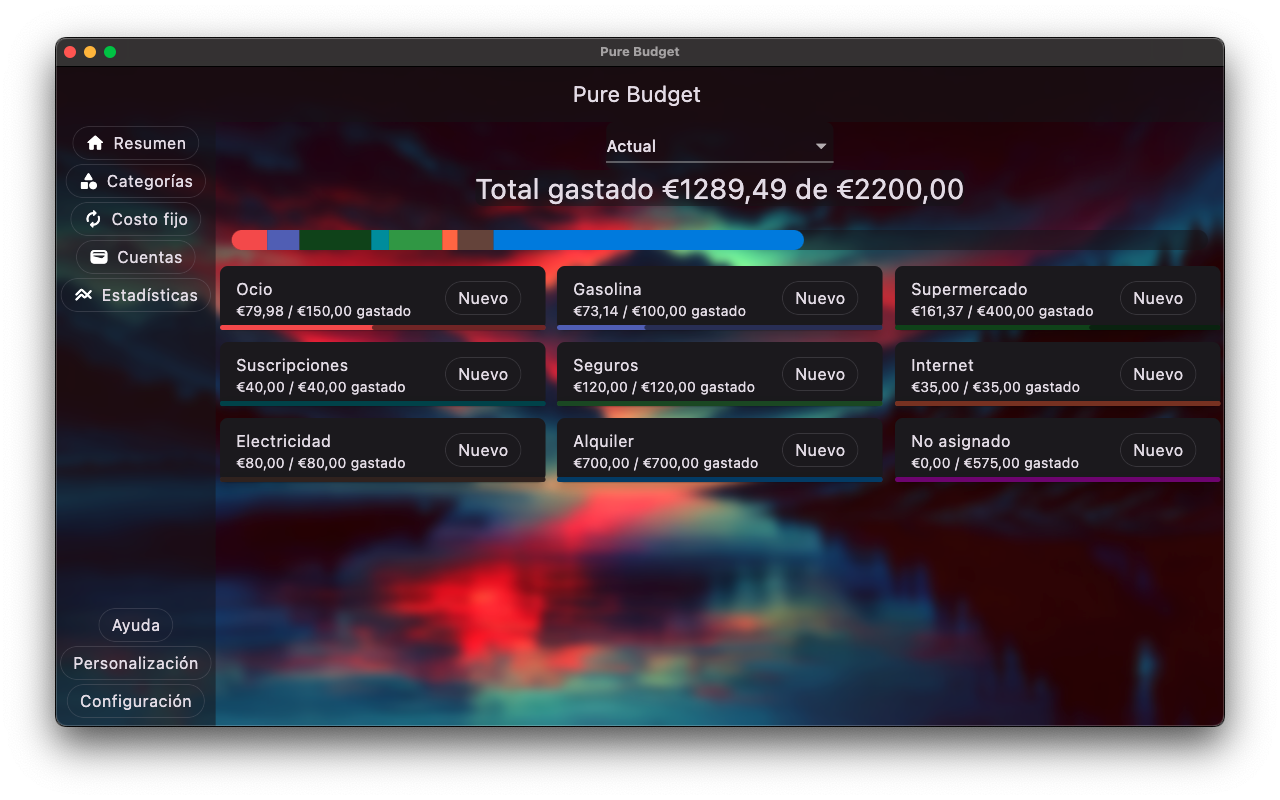 Pure Budget
Pure Budget
Resumen
Categorías
Costo fijo
Cuentas
Estadísticas
Ayuda
Personalización
Configuración
Actual
Total gastado €1289,49 de €2200,00
Ocio
€79,98 / €150,00 gastado
Nuevo
Gasolina
€73,14 / €100,00 gastado
Nuevo
Supermercado
€161,37 / €400,00 gastado
Nuevo
Suscripciones
€40,00 / €40,00 gastado
Nuevo
Seguros
€120,00 / €120,00 gastado
Nuevo
Internet
€35,00 / €35,00 gastado
Nuevo
Electricidad
€80,00 / €80,00 gastado
Nuevo
Alquiler
€700,00 / €700,00 gastado
Nuevo
No asignado
€0,00 / €575,00 gastado
Nuevo